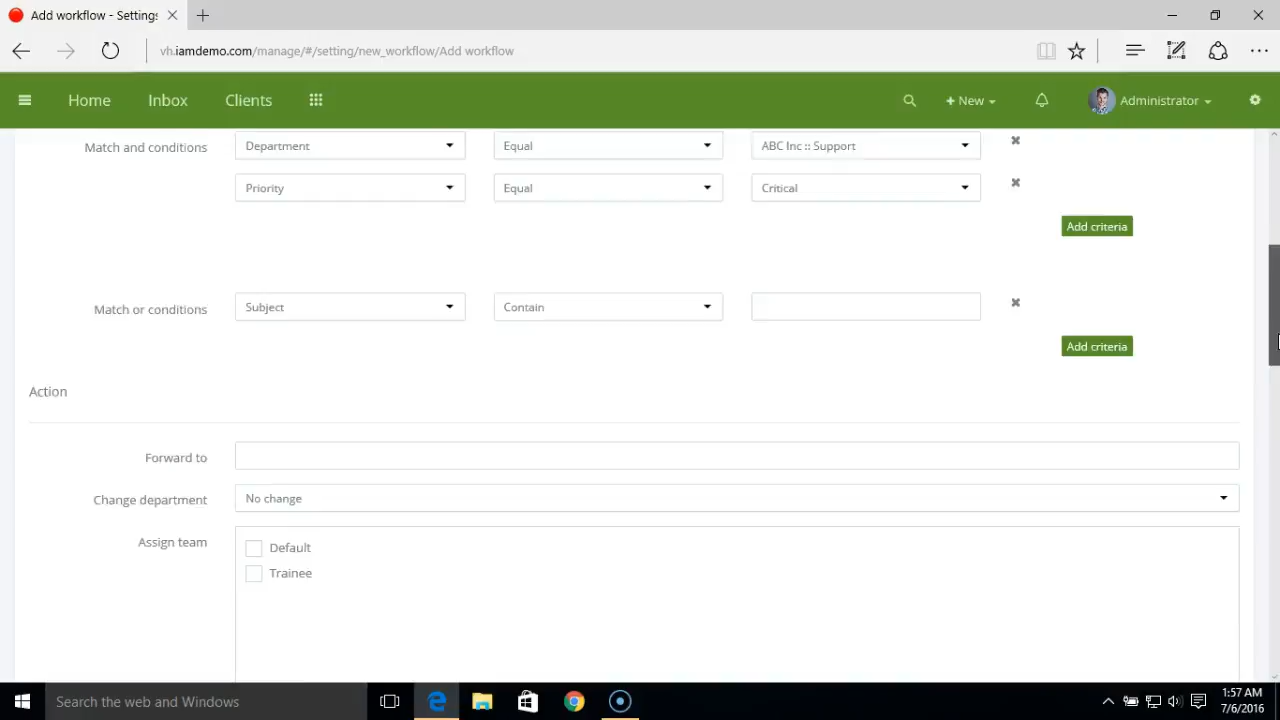 Add workflow - Settings
vh.iamdemo.com/manage/#/setting/new_workflow/Add workflow
Home Inbox Clients + New Administrator
Match and conditions Department Equal ABC Inc :: Support
Priority Equal Critical
Add criteria
Match or conditions Subject Contain
Add criteria
Action
Forward to
Change department No change
Assign team Default
Trainee
Search the web and Windows
1:57 AM
7/6/2016